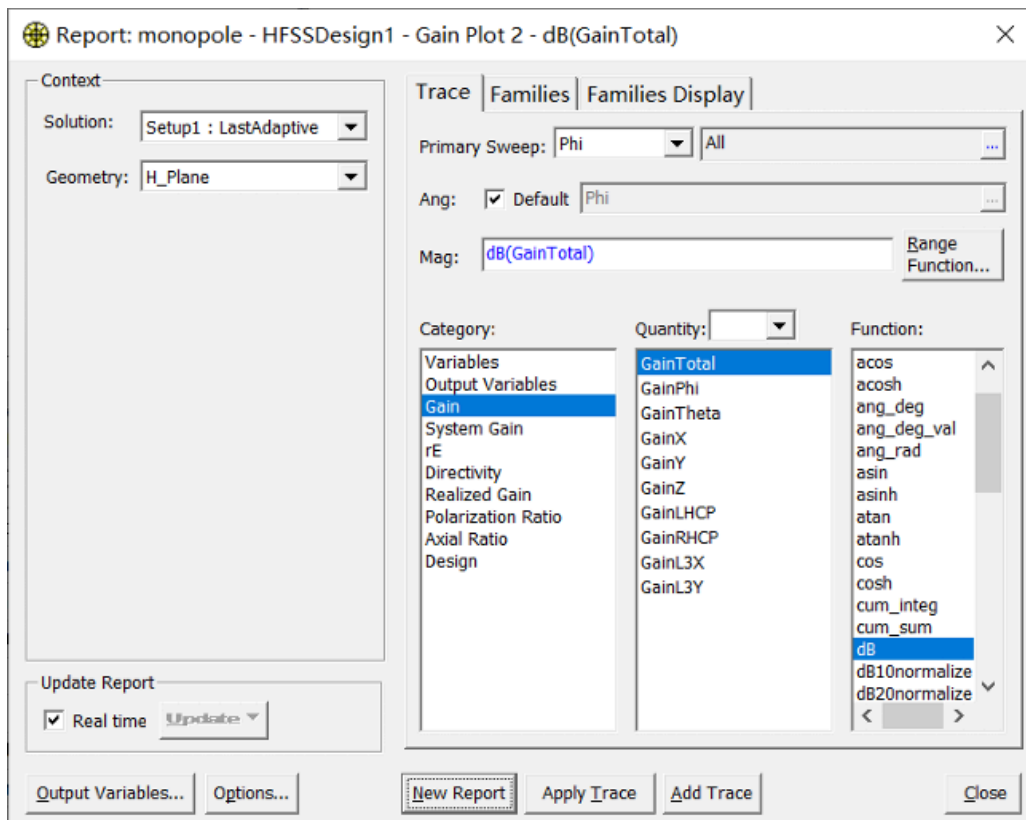 Report: monopole - HFSSDesign1 - Gain Plot 2 - dB(GainTotal)
Context
Solution: Setup1 : LastAdaptive
Geometry: H_Plane
Update Report
Real time Update
Output Variables... Options...
Trace Families Families Display
Primary Sweep: Phi All ...
Ang: Default Phi ...
Mag: dB(GainTotal) Range Function...
Category:
Variables
Output Variables
Gain
System Gain
rE
Directivity
Realized Gain
Polarization Ratio
Axial Ratio
Design
Quantity:
GainTotal
GainPhi
GainTheta
GainX
GainY
GainZ
GainLHCP
GainRHCP
GainL3X
GainL3Y
Function:
acos
acosh
ang_deg
ang_deg_val
ang_rad
asin
asinh
atan
atanh
cos
cosh
cum_integ
cum_sum
dB
dB10normalize
dB20normalize
New Report Apply Trace Add Trace Close